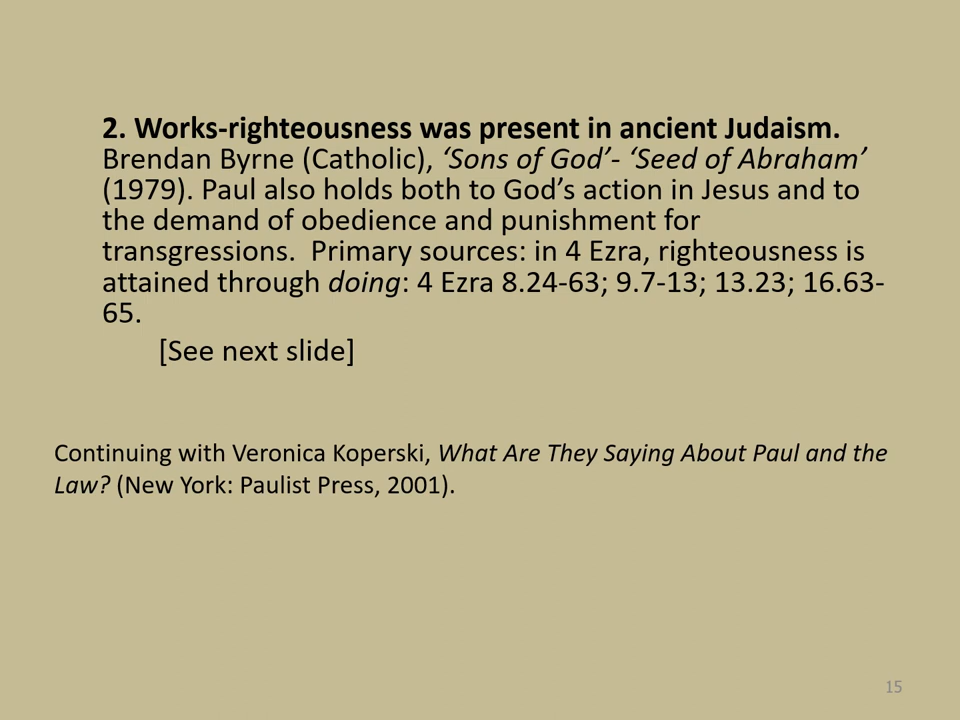 2. Works-righteousness was present in ancient Judaism.
Brendan Byrne (Catholic), ‘Sons of God’- ‘Seed of Abraham’
(1979). Paul also holds both to God’s action in Jesus and to
the demand of obedience and punishment for
transgressions.  Primary sources: in 4 Ezra, righteousness is
attained through doing: 4 Ezra 8.24-63; 9.7-13; 13.23; 16.63-
65.
[See next slide]
Continuing with Veronica Koperski, What Are They Saying About Paul and the
Law? (New York: Paulist Press, 2001).
15